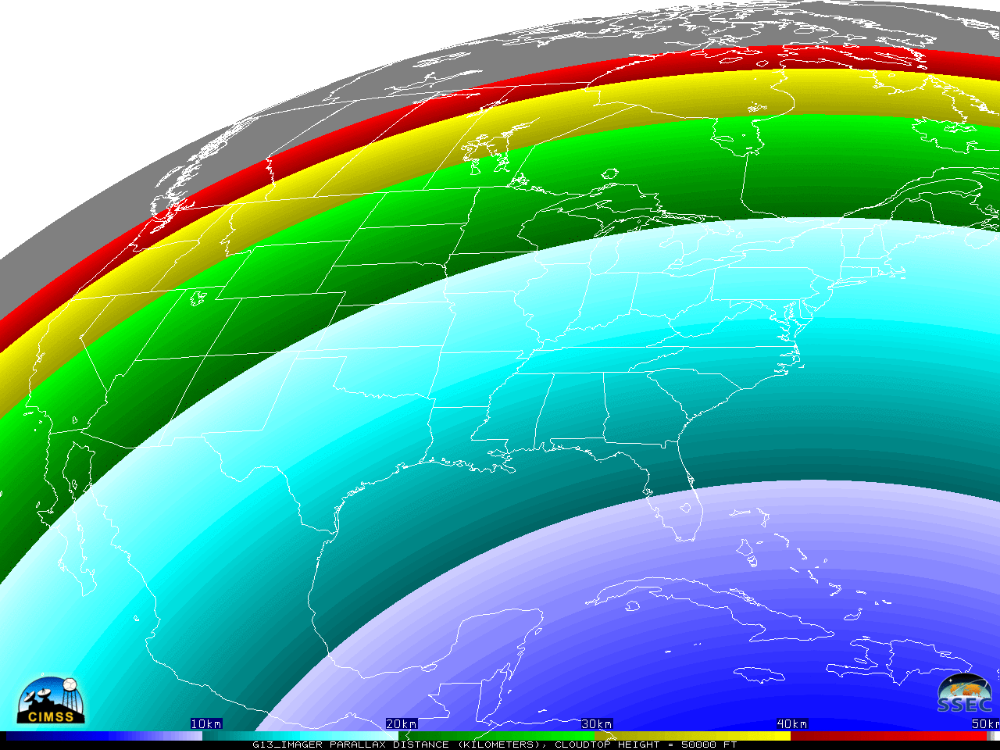 CIMSS
SSEC
10km 20km 30km 40km 50km
G13_IMAGER PARALLAX DISTANCE (KILOMETERS), CLOUDTOP HEIGHT = 50000 FT